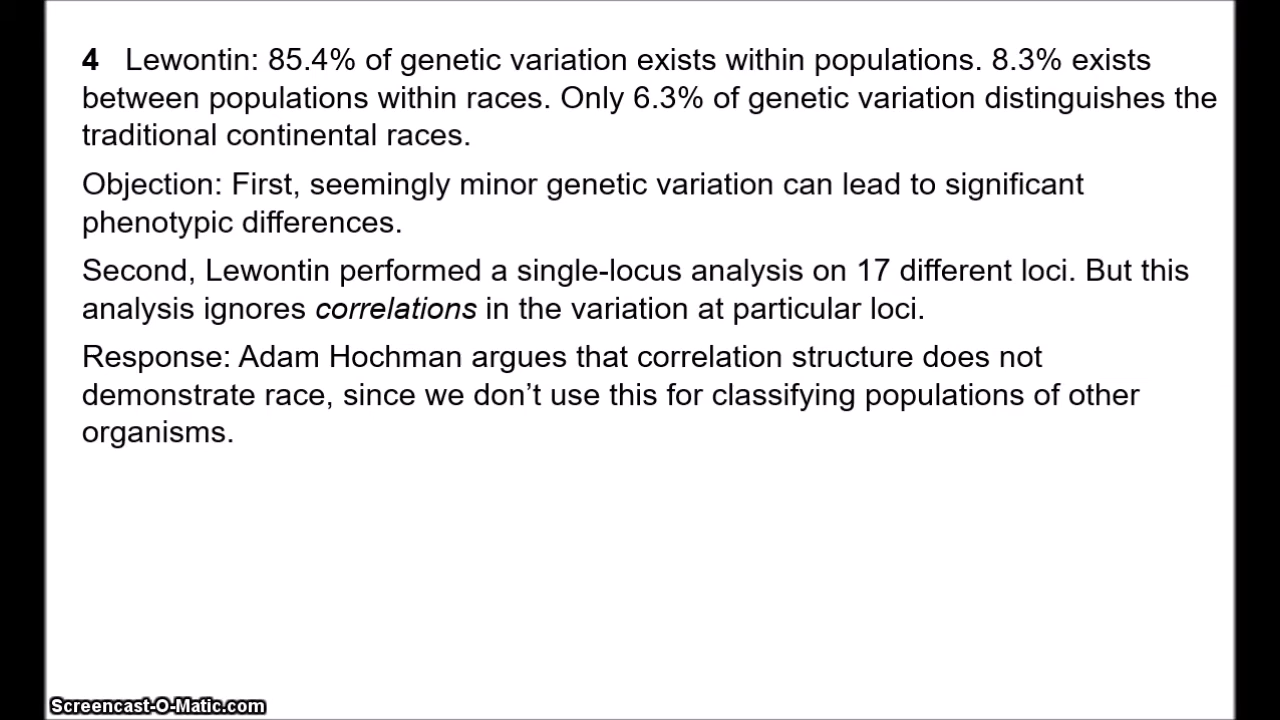 4 Lewontin: 85.4% of genetic variation exists within populations. 8.3% exists
between populations within races. Only 6.3% of genetic variation distinguishes the
traditional continental races.
Objection: First, seemingly minor genetic variation can lead to significant
phenotypic differences.
Second, Lewontin performed a single-locus analysis on 17 different loci. But this
analysis ignores correlations in the variation at particular loci.
Response: Adam Hochman argues that correlation structure does not
demonstrate race, since we don’t use this for classifying populations of other
organisms.
Screencast-O-Matic.com